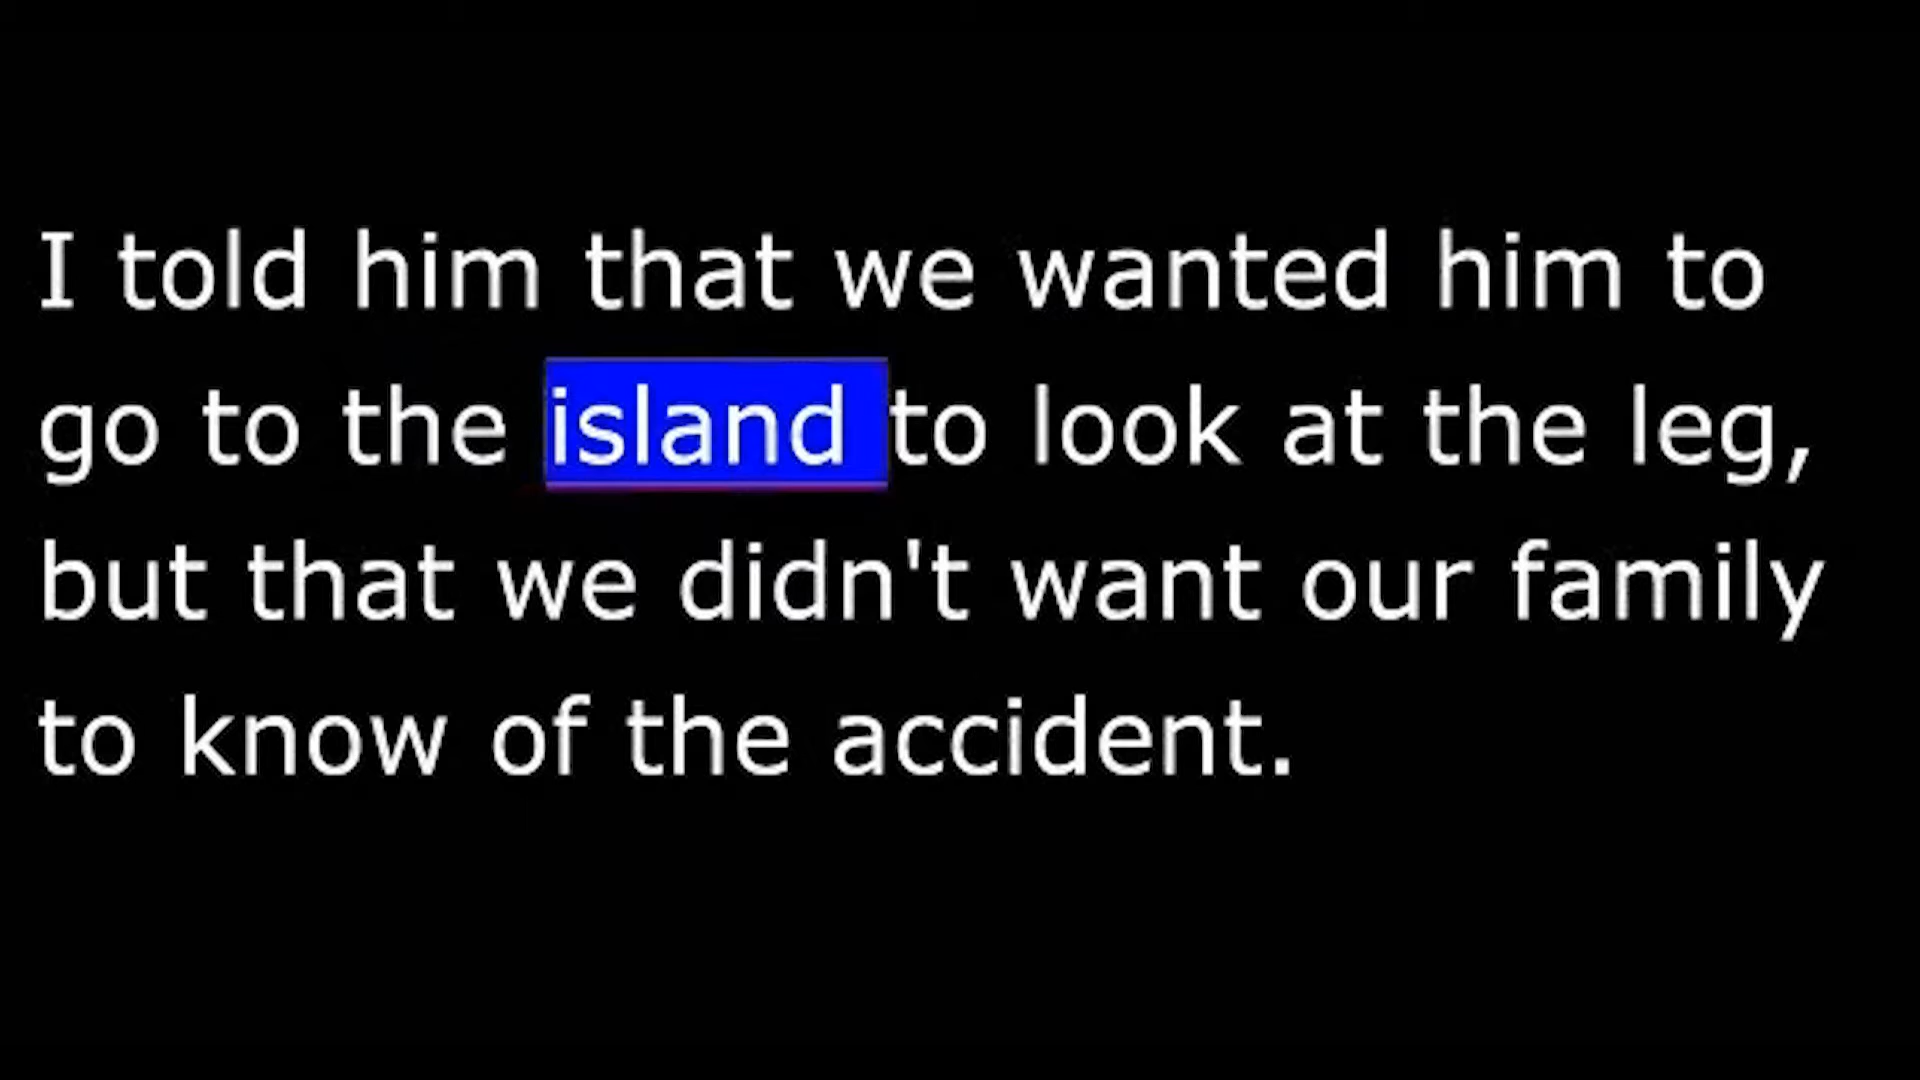 I told him that we wanted him to
go to the island to look at the leg,
but that we didn't want our family
to know of the accident.